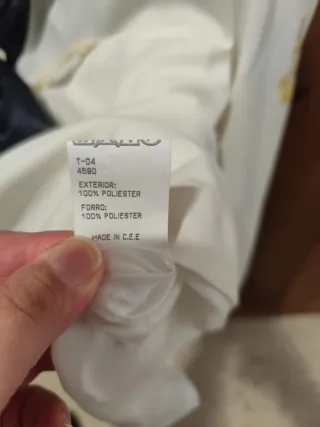 T-04
4590
EXTERIOR:
100% POLIESTER
FORRO:
100% POLIESTER
MADE IN C.E.E